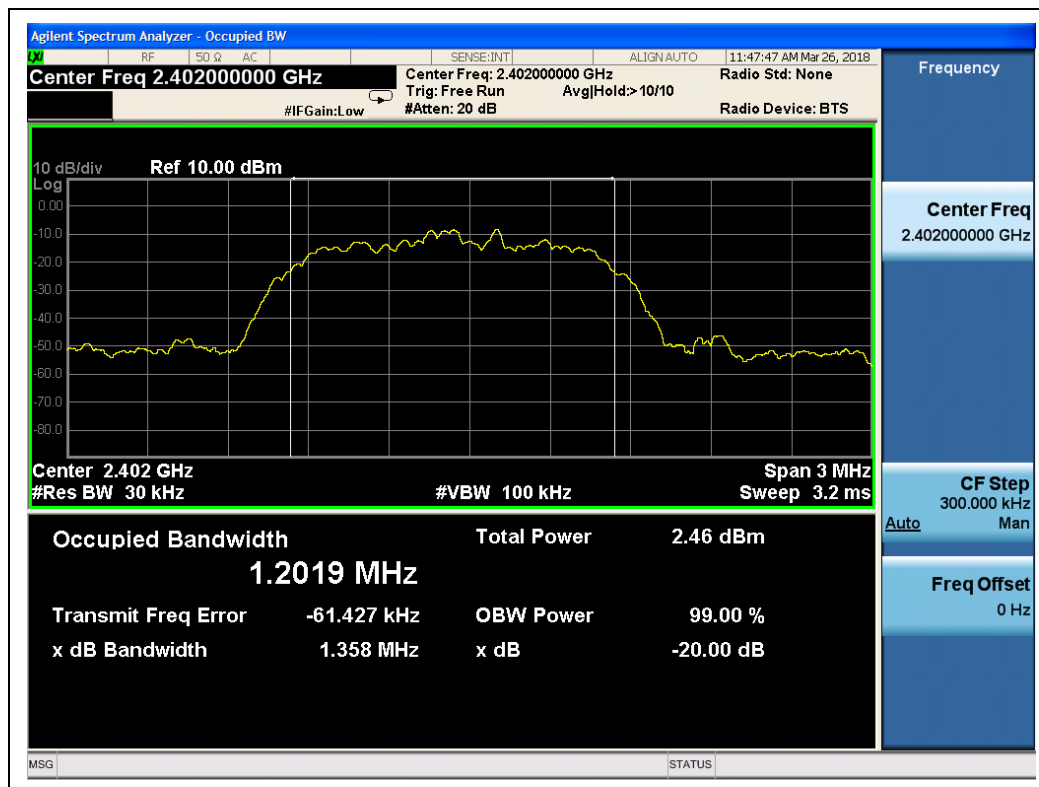 Agilent Spectrum Analyzer - Occupied BW
LXI RF 50 Ω AC SENSE:INT ALIGN AUTO 11:47:47 AM Mar 26, 2018
Center Freq 2.402000000 GHz
Center Freq: 2.402000000 GHz Radio Std: None
Trig: Free Run Avg|Hold:> 10/10
#IFGain:Low #Atten: 20 dB Radio Device: BTS
10 dB/div Ref 10.00 dBm
Log
0.00
-10.0
-20.0
-30.0
-40.0
-50.0
-60.0
-70.0
-80.0
Center 2.402 GHz Span 3 MHz
#Res BW 30 kHz #VBW 100 kHz Sweep 3.2 ms
Occupied Bandwidth Total Power 2.46 dBm
1.2019 MHz
Transmit Freq Error -61.427 kHz OBW Power 99.00 %
x dB Bandwidth 1.358 MHz x dB -20.00 dB
MSG STATUS
Frequency
Center Freq
2.402000000 GHz
CF Step
300.000 kHz
Auto Man
Freq Offset
0 Hz